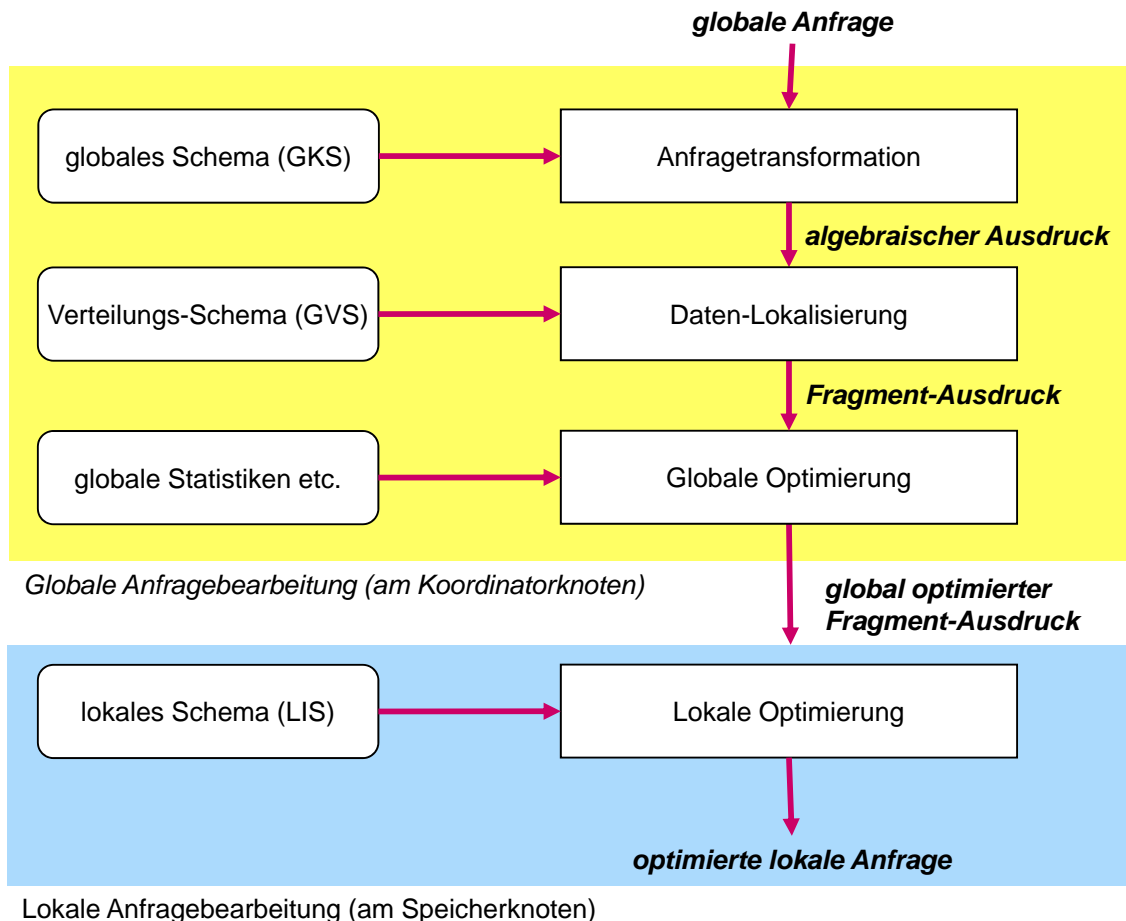 globale Anfrage
globales Schema (GKS)
Anfragetransformation
algebraischer Ausdruck
Verteilungs-Schema (GVS)
Daten-Lokalisierung
Fragment-Ausdruck
globale Statistiken etc.
Globale Optimierung
Globale Anfragebearbeitung (am Koordinatorknoten)
global optimierter
Fragment-Ausdruck
lokales Schema (LIS)
Lokale Optimierung
optimierte lokale Anfrage
Lokale Anfragebearbeitung (am Speicherknoten)